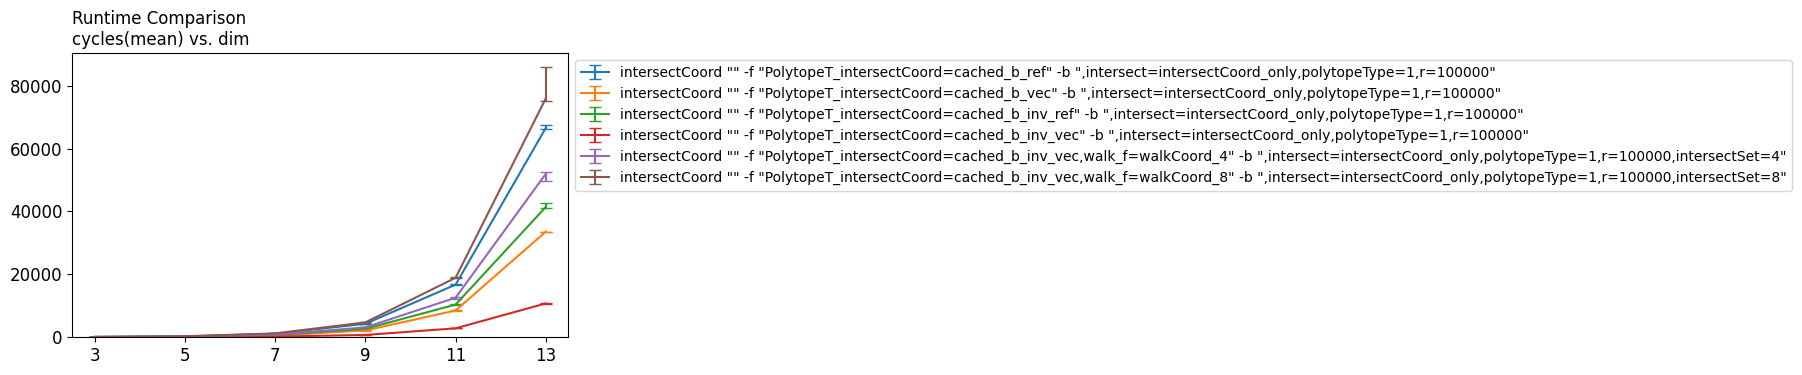 Runtime Comparison
cycles(mean) vs. dim
80000
60000
40000
20000
0
3 5 7 9 11 13
intersectCoord "" -f "PolytopeT_intersectCoord=cached_b_ref" -b ",intersect=intersectCoord_only,polytopeType=1,r=100000"
intersectCoord "" -f "PolytopeT_intersectCoord=cached_b_vec" -b ",intersect=intersectCoord_only,polytopeType=1,r=100000"
intersectCoord "" -f "PolytopeT_intersectCoord=cached_b_inv_ref" -b ",intersect=intersectCoord_only,polytopeType=1,r=100000"
intersectCoord "" -f "PolytopeT_intersectCoord=cached_b_inv_vec" -b ",intersect=intersectCoord_only,polytopeType=1,r=100000"
intersectCoord "" -f "PolytopeT_intersectCoord=cached_b_inv_vec,walk_f=walkCoord_4" -b ",intersect=intersectCoord_only,polytopeType=1,r=100000,intersectSet=4"
intersectCoord "" -f "PolytopeT_intersectCoord=cached_b_inv_vec,walk_f=walkCoord_8" -b ",intersect=intersectCoord_only,polytopeType=1,r=100000,intersectSet=8"